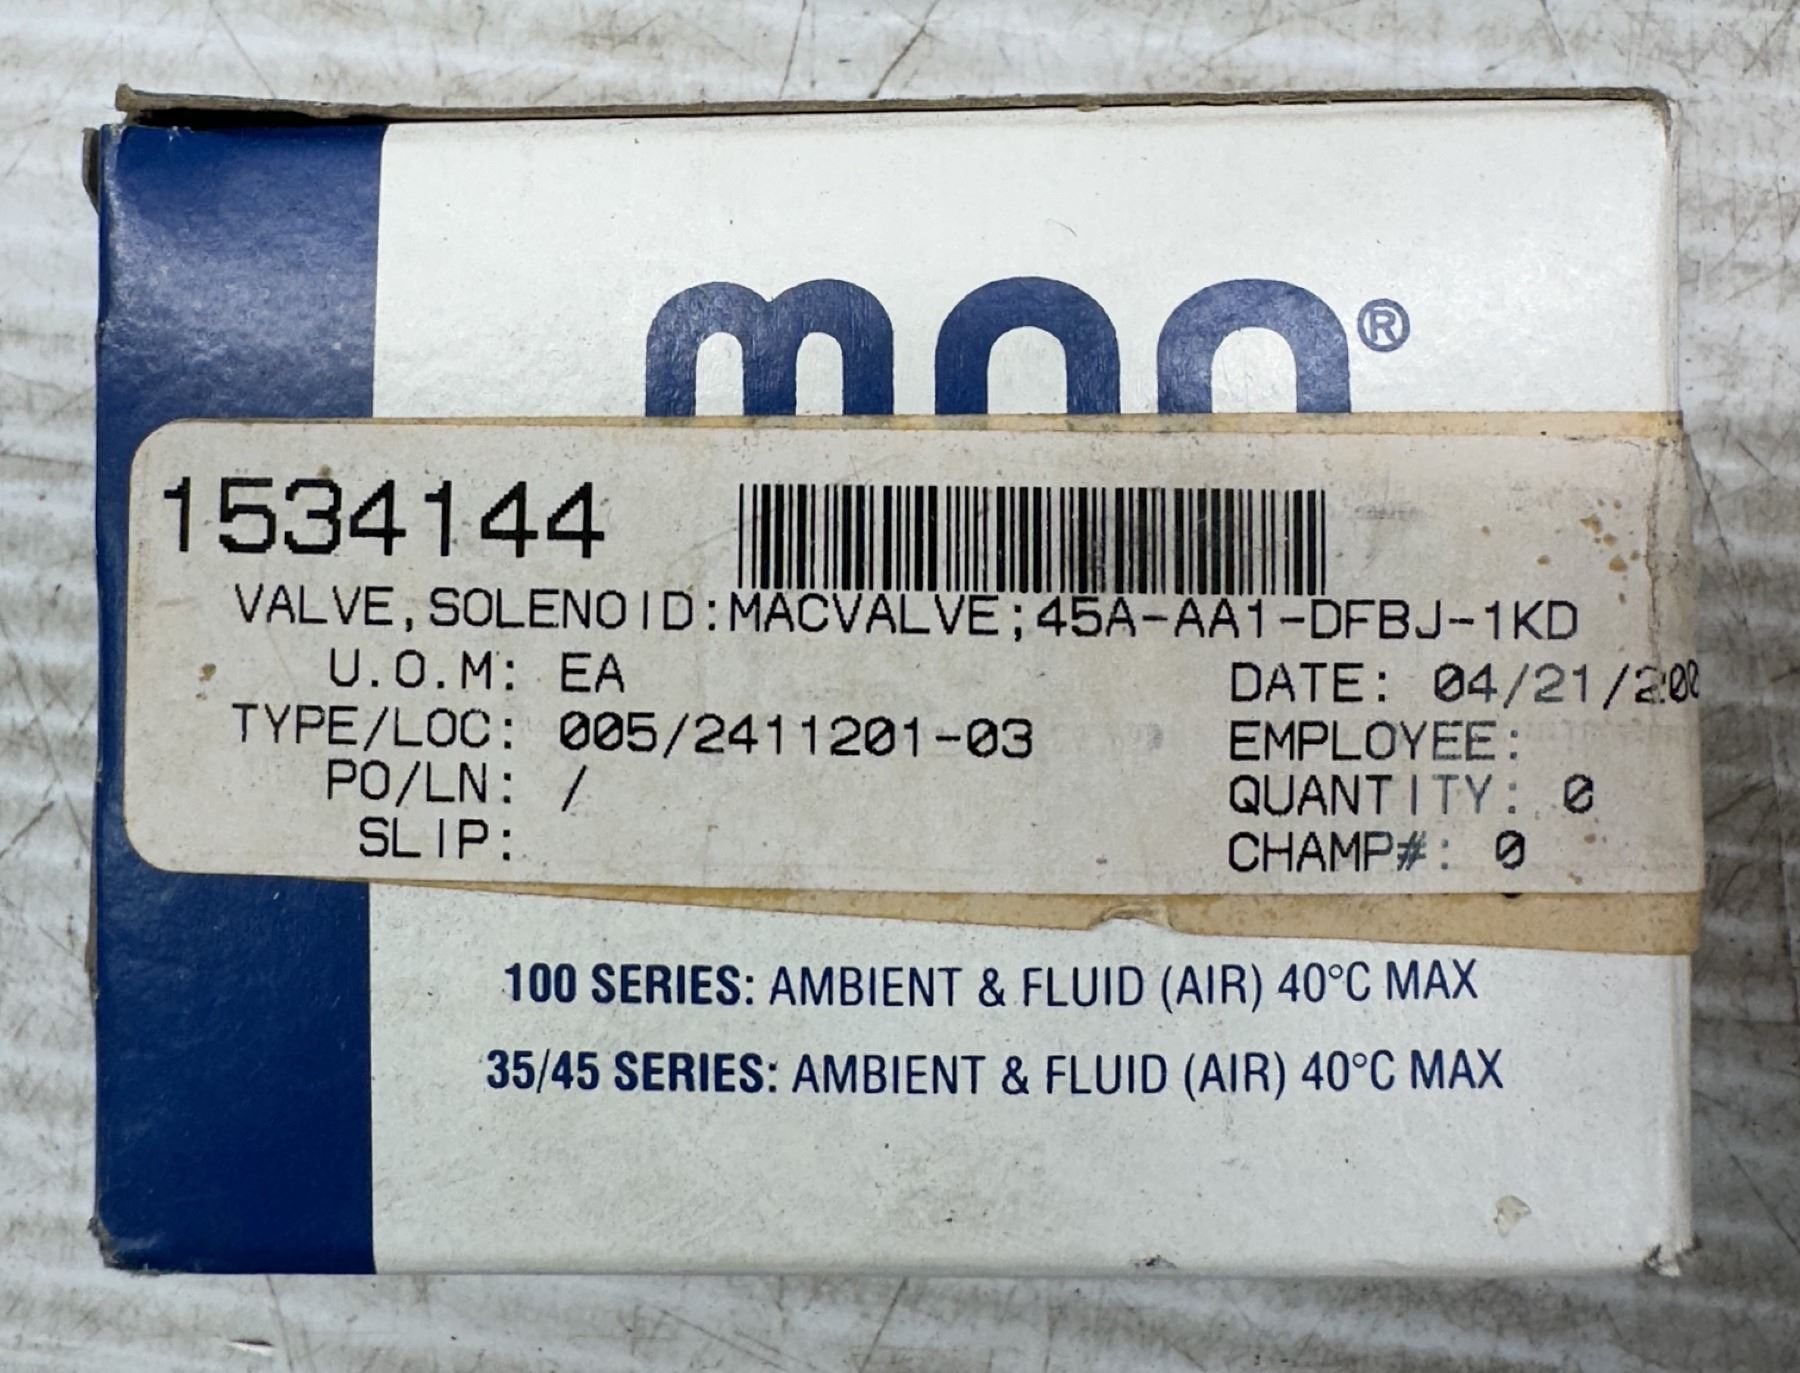 mac®
1534144
VALVE,SOLENOID:MACVALVE;45A-AA1-DFBJ-1KD
U.O.M: EA
DATE: 04/21/200
TYPE/LOC: 005/2411201-03
EMPLOYEE:
PO/LN: /
QUANTITY: 0
SLIP:
CHAMP#: 0
100 SERIES: AMBIENT & FLUID (AIR) 40°C MAX
35/45 SERIES: AMBIENT & FLUID (AIR) 40°C MAX